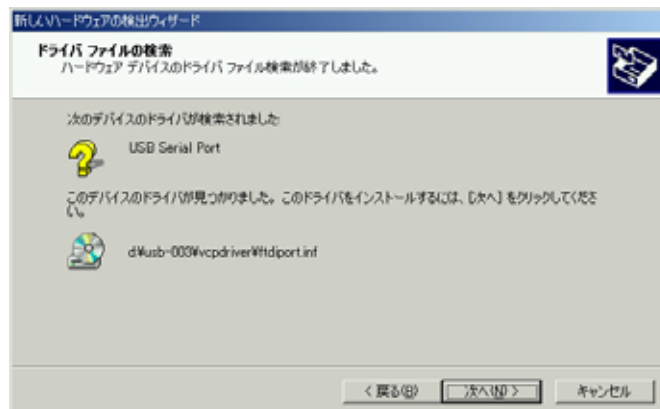 新しいハードウェアの検出ウィザード
ドライバ ファイルの検索
ハードウェア デバイスのドライバ ファイル検索が終了しました。
次のデバイスのドライバが検索されました
USB Serial Port
このデバイスのドライバが見つかりました。このドライバをインストールするには、[次へ] をクリックしてくださ
い。
d¥usb-003¥vcpdriver¥ftdiport.inf
< 戻る(B)
次へ(N) >
キャンセル